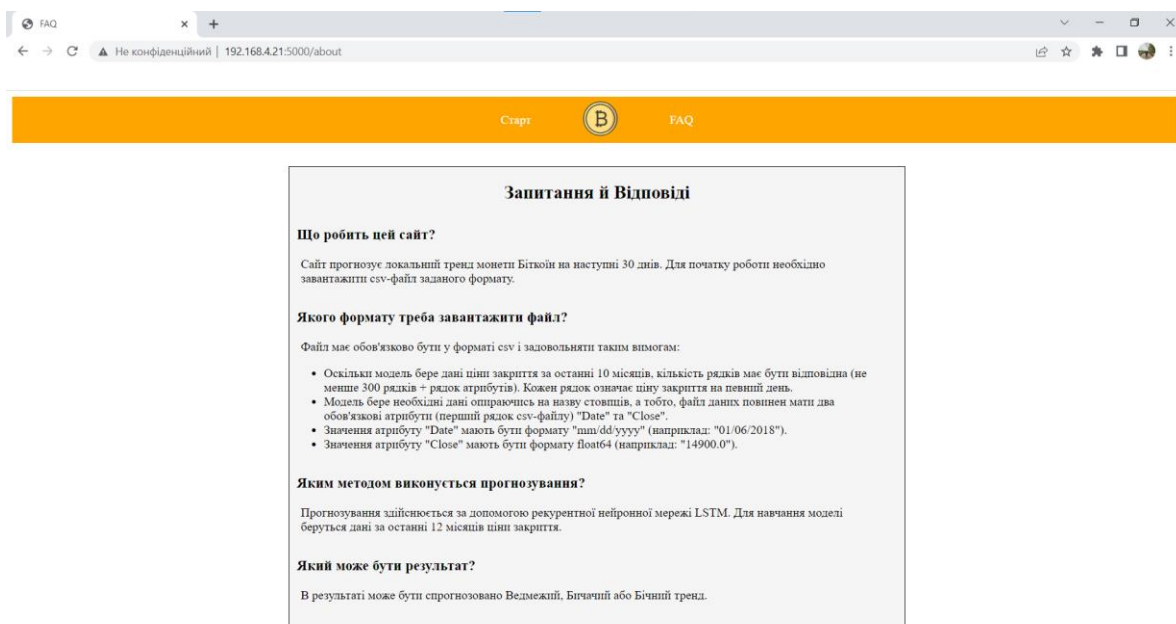 FAQ
Не конфіденційний | 192.168.4.21:5000/about
Старт
B
FAQ
Запитання й Відповіді
Що робить цей сайт?
Сайт прогнозує локальний тренд монети Біткоїн на наступні 30 днів. Для початку роботи необхідно
завантажити csv-файл заданого формату.
Якого формату треба завантажити файл?
Файл має обов'язково бути у форматі csv і задовольняти таким вимогам:
• Оскільки модель бере дані ціни закриття за останні 10 місяців, кількість рядків має бути відповідна (не
менше 300 рядків + рядок атрибутів). Кожен рядок означає ціну закриття на певний день.
• Модель бере необхідні дані опираючись на назву стовпців, а тобто, файл даних повинен мати два
обов'язкові атрибути (перший рядок csv-файлу) "Date" та "Close".
• Значення атрибуту "Date" мають бути формату "mm/dd/yyyy" (наприклад: "01/06/2018").
• Значення атрибуту "Close" мають бути формату float64 (наприклад: "14900.0").
Яким методом виконується прогнозування?
Прогнозування здійснюється за допомогою рекурентної нейронної мережі LSTM. Для навчання моделі
беруться дані за останні 12 місяців ціни закриття.
Який може бути результат?
В результаті може бути спрогнозовано Ведмежий, Бичачий або Бічний тренд.